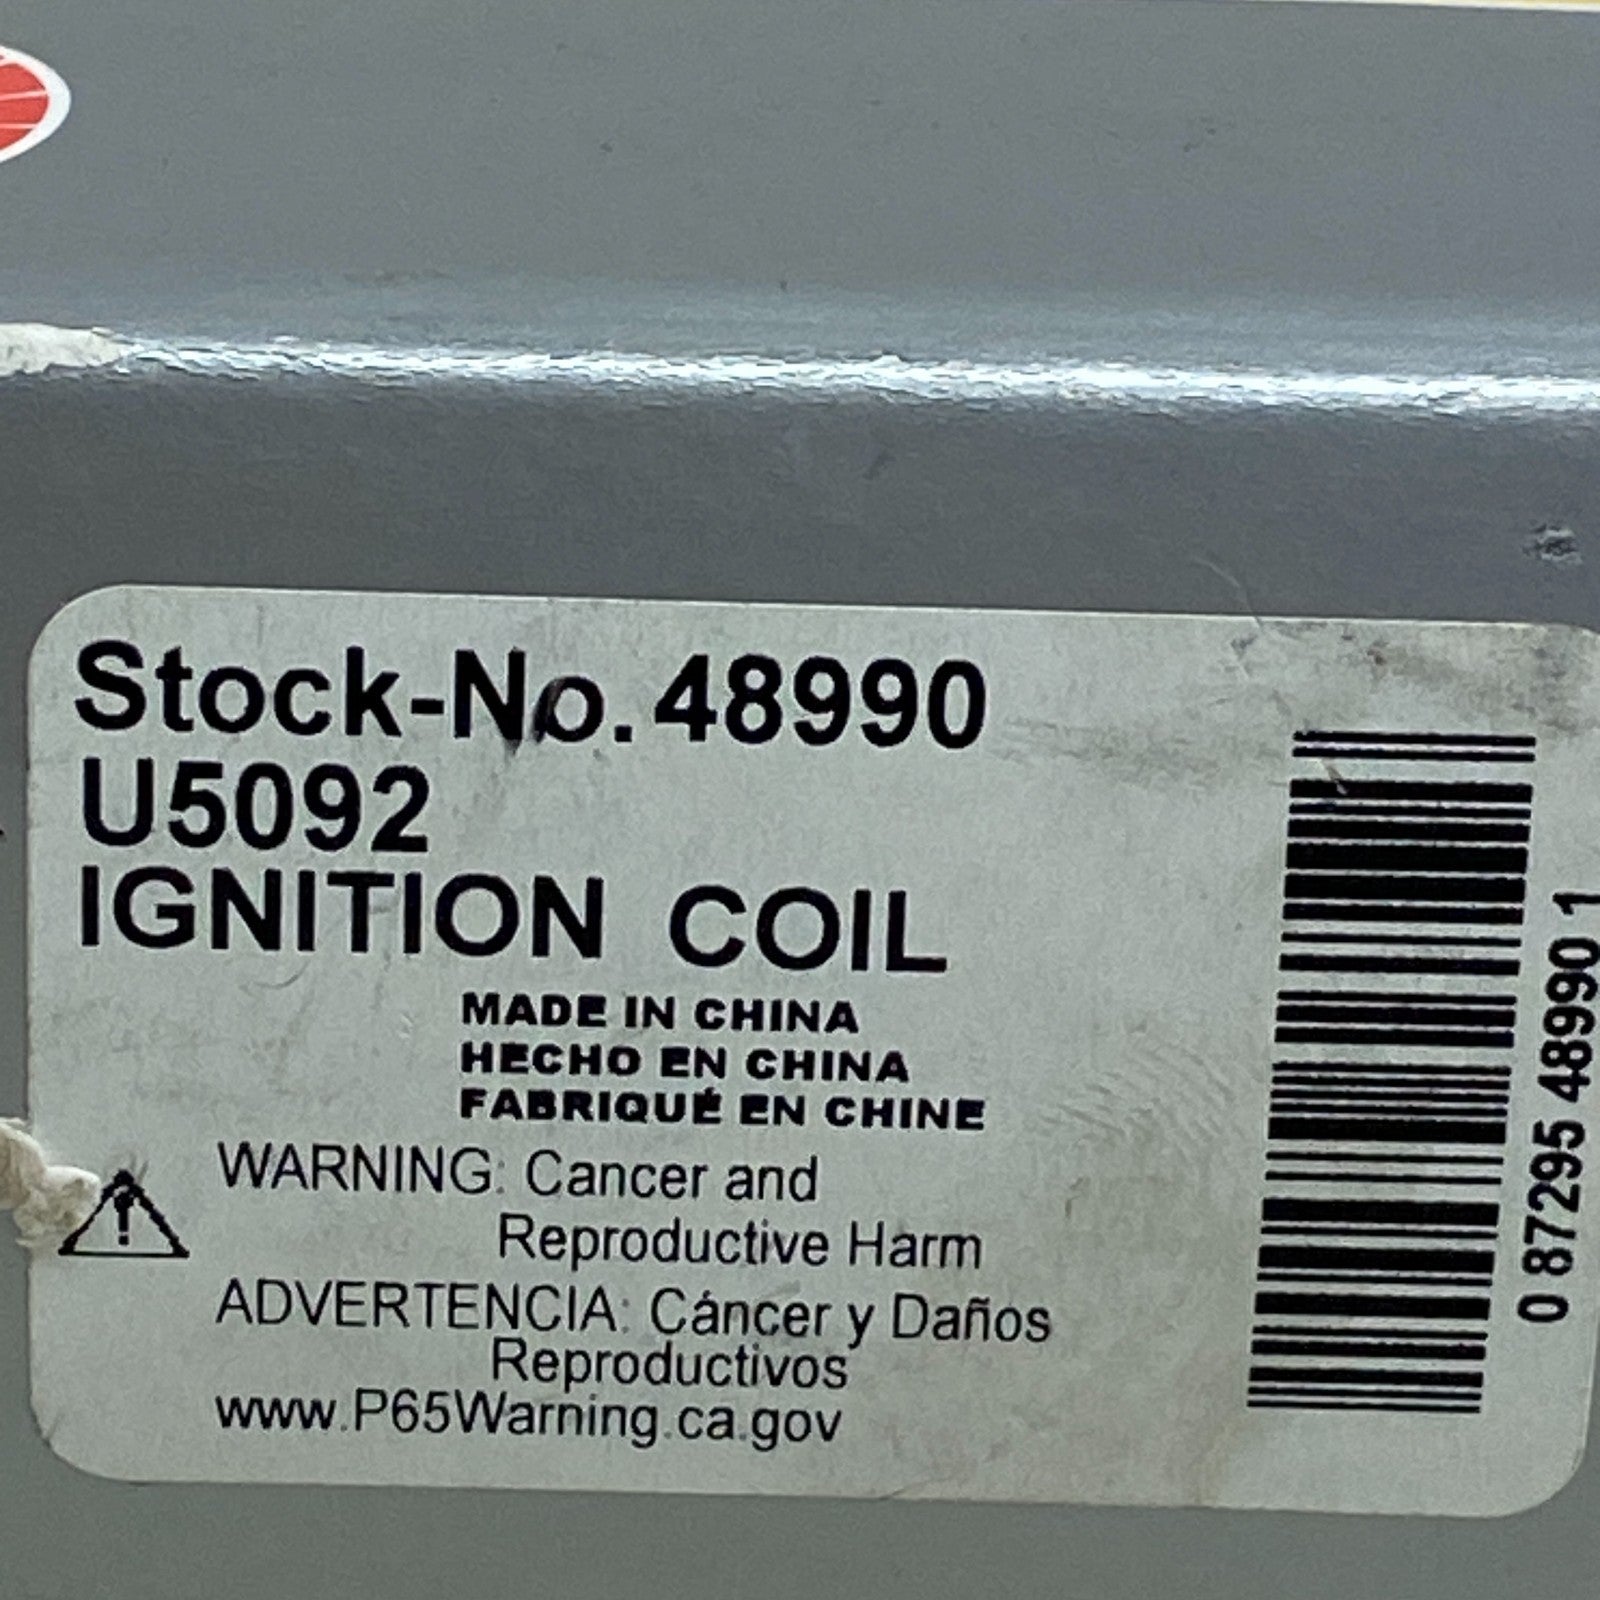 Stock-No. 48990
U5092
IGNITION COIL
MADE IN CHINA
HECHO EN CHINA
FABRIQUÉ EN CHINE
WARNING: Cancer and
Reproductive Harm
ADVERTENCIA: Cáncer y Daños
Reproductivos
www.P65Warning.ca.gov
0 87295 48990 1